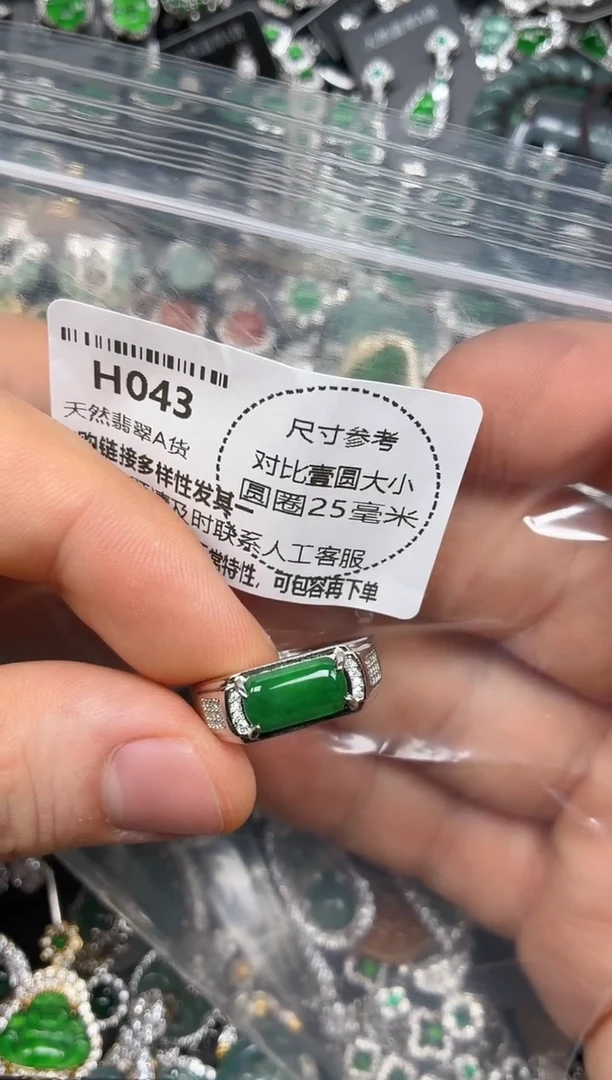 H043
天然翡翠A货
购链接多样性发其一
尺寸参考
对比壹圆大小
圆圈25毫米
及时联系人工客服
常特性，可包容再下单